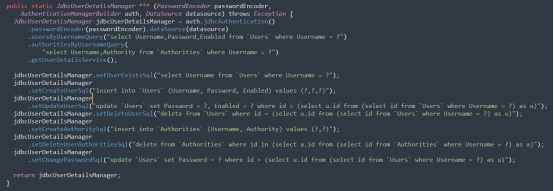 public static JdbcUserDetailsManager *** (PasswordEncoder passwordEncoder,
AuthenticationManagerBuilder auth, DataSource datasource) throws Exception {
JdbcUserDetailsManager jdbcUserDetailsManager = auth.jdbcAuthentication()
.passwordEncoder(passwordEncoder).dataSource(datasource)
.usersByUsernameQuery("select Username,Password,Enabled from `Users` where Username = ?")
.authoritiesByUsernameQuery(
"select Username,Authority from `Authorities` where Username = ?")
.getUserDetailsService();
jdbcUserDetailsManager.setUserExistsSql("select Username from `Users` where Username = ?");
jdbcUserDetailsManager
.setCreateUserSql("insert into `Users` (Username, Password, Enabled) values (?,?,?)");
jdbcUserDetailsManager
.setUpdateUserSql("update `Users` set Password = ?, Enabled = ? where id = (select u.id from (select id from `Users` where Username = ?) as u)");
jdbcUserDetailsManager.setDeleteUserSql("delete from `Users` where id = (select u.id from (select id from `Users` where Username = ?) as u)");
jdbcUserDetailsManager
.setCreateAuthoritySql("insert into `Authorities` (Username, Authority) values (?,?)");
jdbcUserDetailsManager
.setDeleteUserAuthoritiesSql("delete from `Authorities` where id in (select a.id from (select id from `Authorities` where Username = ?) as a)");
jdbcUserDetailsManager
.setChangePasswordSql("update `Users` set Password = ? where id = (select u.id from (select id from `Users` where Username = ?) as u)");
return jdbcUserDetailsManager;
}